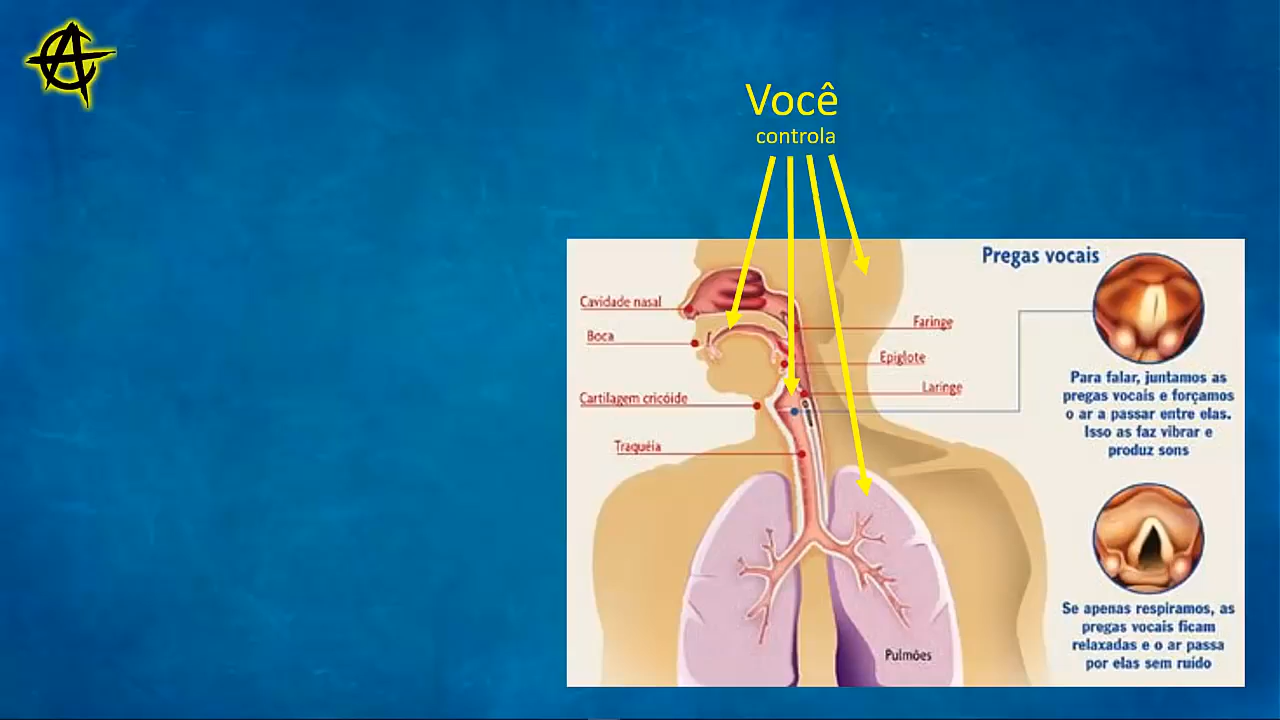 Você
controla
Pregas vocais
Cavidade nasal
Boca
Faringe
Epiglote
Laringe
Cartilagem cricóide
Traquéia
Para falar, juntamos as
pregas vocais e forçamos
o ar a passar entre elas.
Isso as faz vibrar e
produz sons
Se apenas respiramos, as
pregas vocais ficam
relaxadas e o ar passa
por elas sem ruído
Pulmões